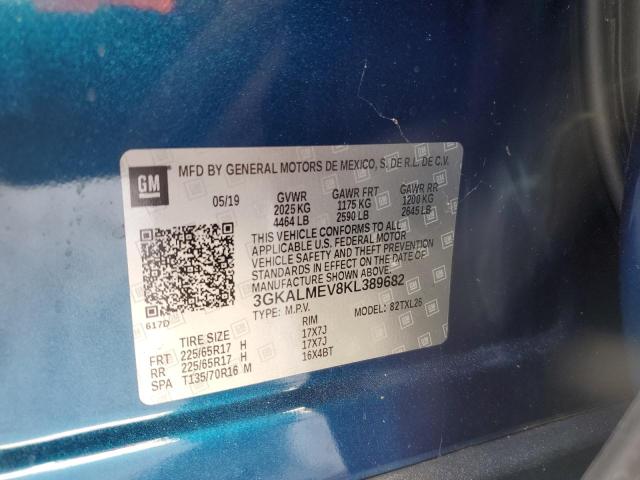 GM
MFD BY GENERAL MOTORS DE MEXICO, S. DE R.L. DE C.V.
05/19 GVWR GAWR FRT GAWR RR
2025 KG 1175 KG 1200 KG
4464 LB 2590 LB 2645 LB
THIS VEHICLE CONFORMS TO ALL
APPLICABLE U.S. FEDERAL MOTOR
VEHICLE SAFETY AND THEFT PREVENTION
STANDARDS IN EFFECT ON THE DATE OF
MANUFACTURE SHOWN ABOVE.
3GKALMEV8KL389682
617D TYPE: M.P.V. MODEL: 82TXL26
TIRE SIZE RIM
FRT 225/65R17 H 17X7J
RR 225/65R17 H 17X7J
SPA T135/70R16 M 16X4BT